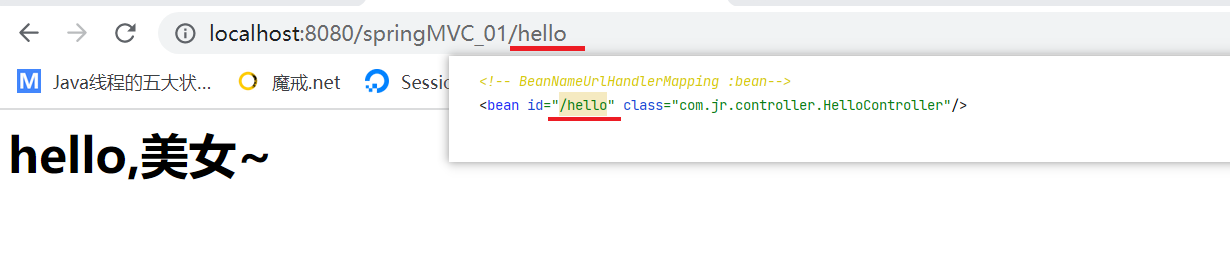 localhost:8080/springMVC_01/hello
Java线程的五大状... 魔戒.net Sessi
<!-- BeanNameUrlHandlerMapping :bean-->
<bean id="/hello" class="com.jr.controller.HelloController"/>
hello,美女~